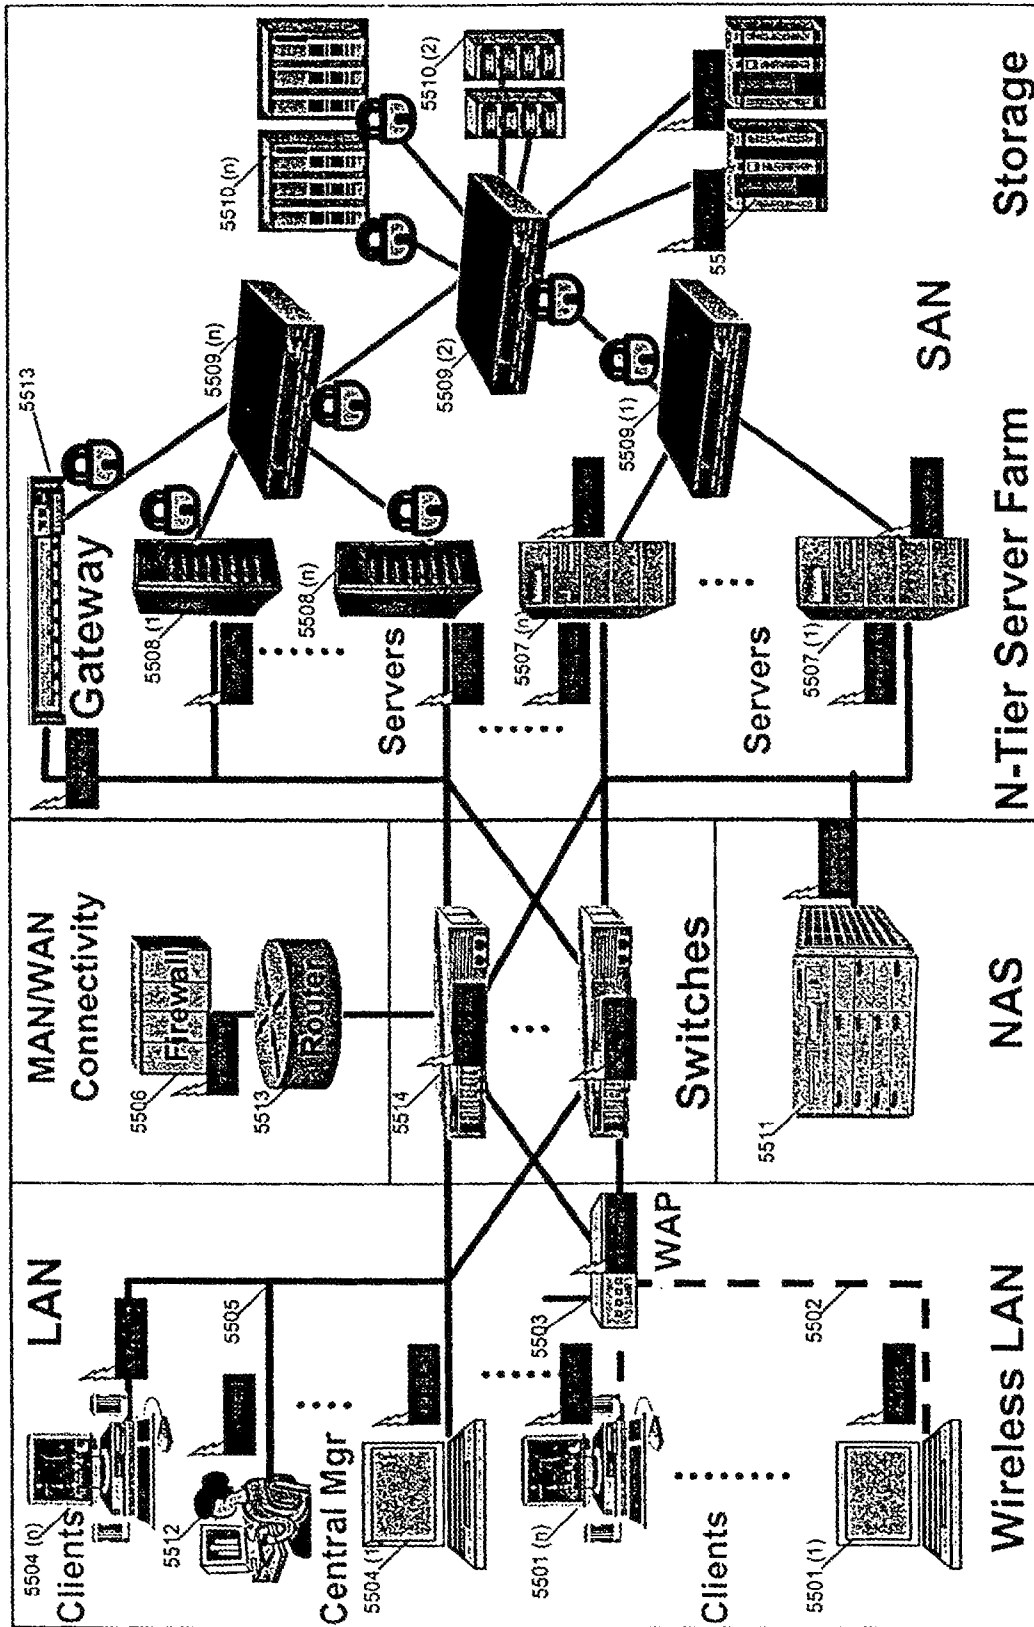 LAN
5504 (n)
Clients
5512
5505
Central Mgr
5504 (1
5503
WAP
5501 (n)
Clients
5502
5501 (1)
Wireless LAN
MAN/WAN
Connectivity
Firewall
5506
Router
5513
5514
Switches
5511
NAS
5513
Gateway
5508 (1
5508 (n)
Servers
5507 (n
Servers
5507 (1)
N-Tier Server Farm
5509 (n)
5509 (2)
5509 (1)
SAN
5510 (n)
5510 (2)
55
Storage